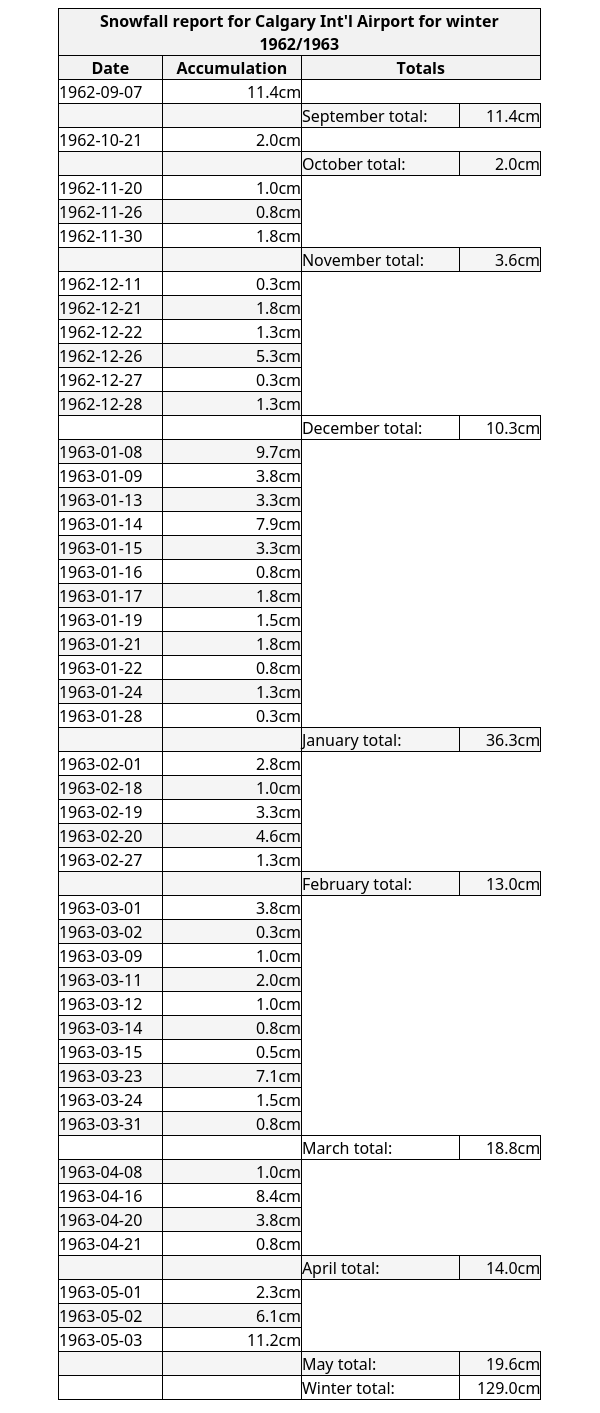 Snowfall report for Calgary Int'l Airport for winter
1962/1963
Date Accumulation Totals
1962-09-07 11.4cm
September total: 11.4cm
1962-10-21 2.0cm
October total: 2.0cm
1962-11-20 1.0cm
1962-11-26 0.8cm
1962-11-30 1.8cm
November total: 3.6cm
1962-12-11 0.3cm
1962-12-21 1.8cm
1962-12-22 1.3cm
1962-12-26 5.3cm
1962-12-27 0.3cm
1962-12-28 1.3cm
December total: 10.3cm
1963-01-08 9.7cm
1963-01-09 3.8cm
1963-01-13 3.3cm
1963-01-14 7.9cm
1963-01-15 3.3cm
1963-01-16 0.8cm
1963-01-17 1.8cm
1963-01-19 1.5cm
1963-01-21 1.8cm
1963-01-22 0.8cm
1963-01-24 1.3cm
1963-01-28 0.3cm
January total: 36.3cm
1963-02-01 2.8cm
1963-02-18 1.0cm
1963-02-19 3.3cm
1963-02-20 4.6cm
1963-02-27 1.3cm
February total: 13.0cm
1963-03-01 3.8cm
1963-03-02 0.3cm
1963-03-09 1.0cm
1963-03-11 2.0cm
1963-03-12 1.0cm
1963-03-14 0.8cm
1963-03-15 0.5cm
1963-03-23 7.1cm
1963-03-24 1.5cm
1963-03-31 0.8cm
March total: 18.8cm
1963-04-08 1.0cm
1963-04-16 8.4cm
1963-04-20 3.8cm
1963-04-21 0.8cm
April total: 14.0cm
1963-05-01 2.3cm
1963-05-02 6.1cm
1963-05-03 11.2cm
May total: 19.6cm
Winter total: 129.0cm